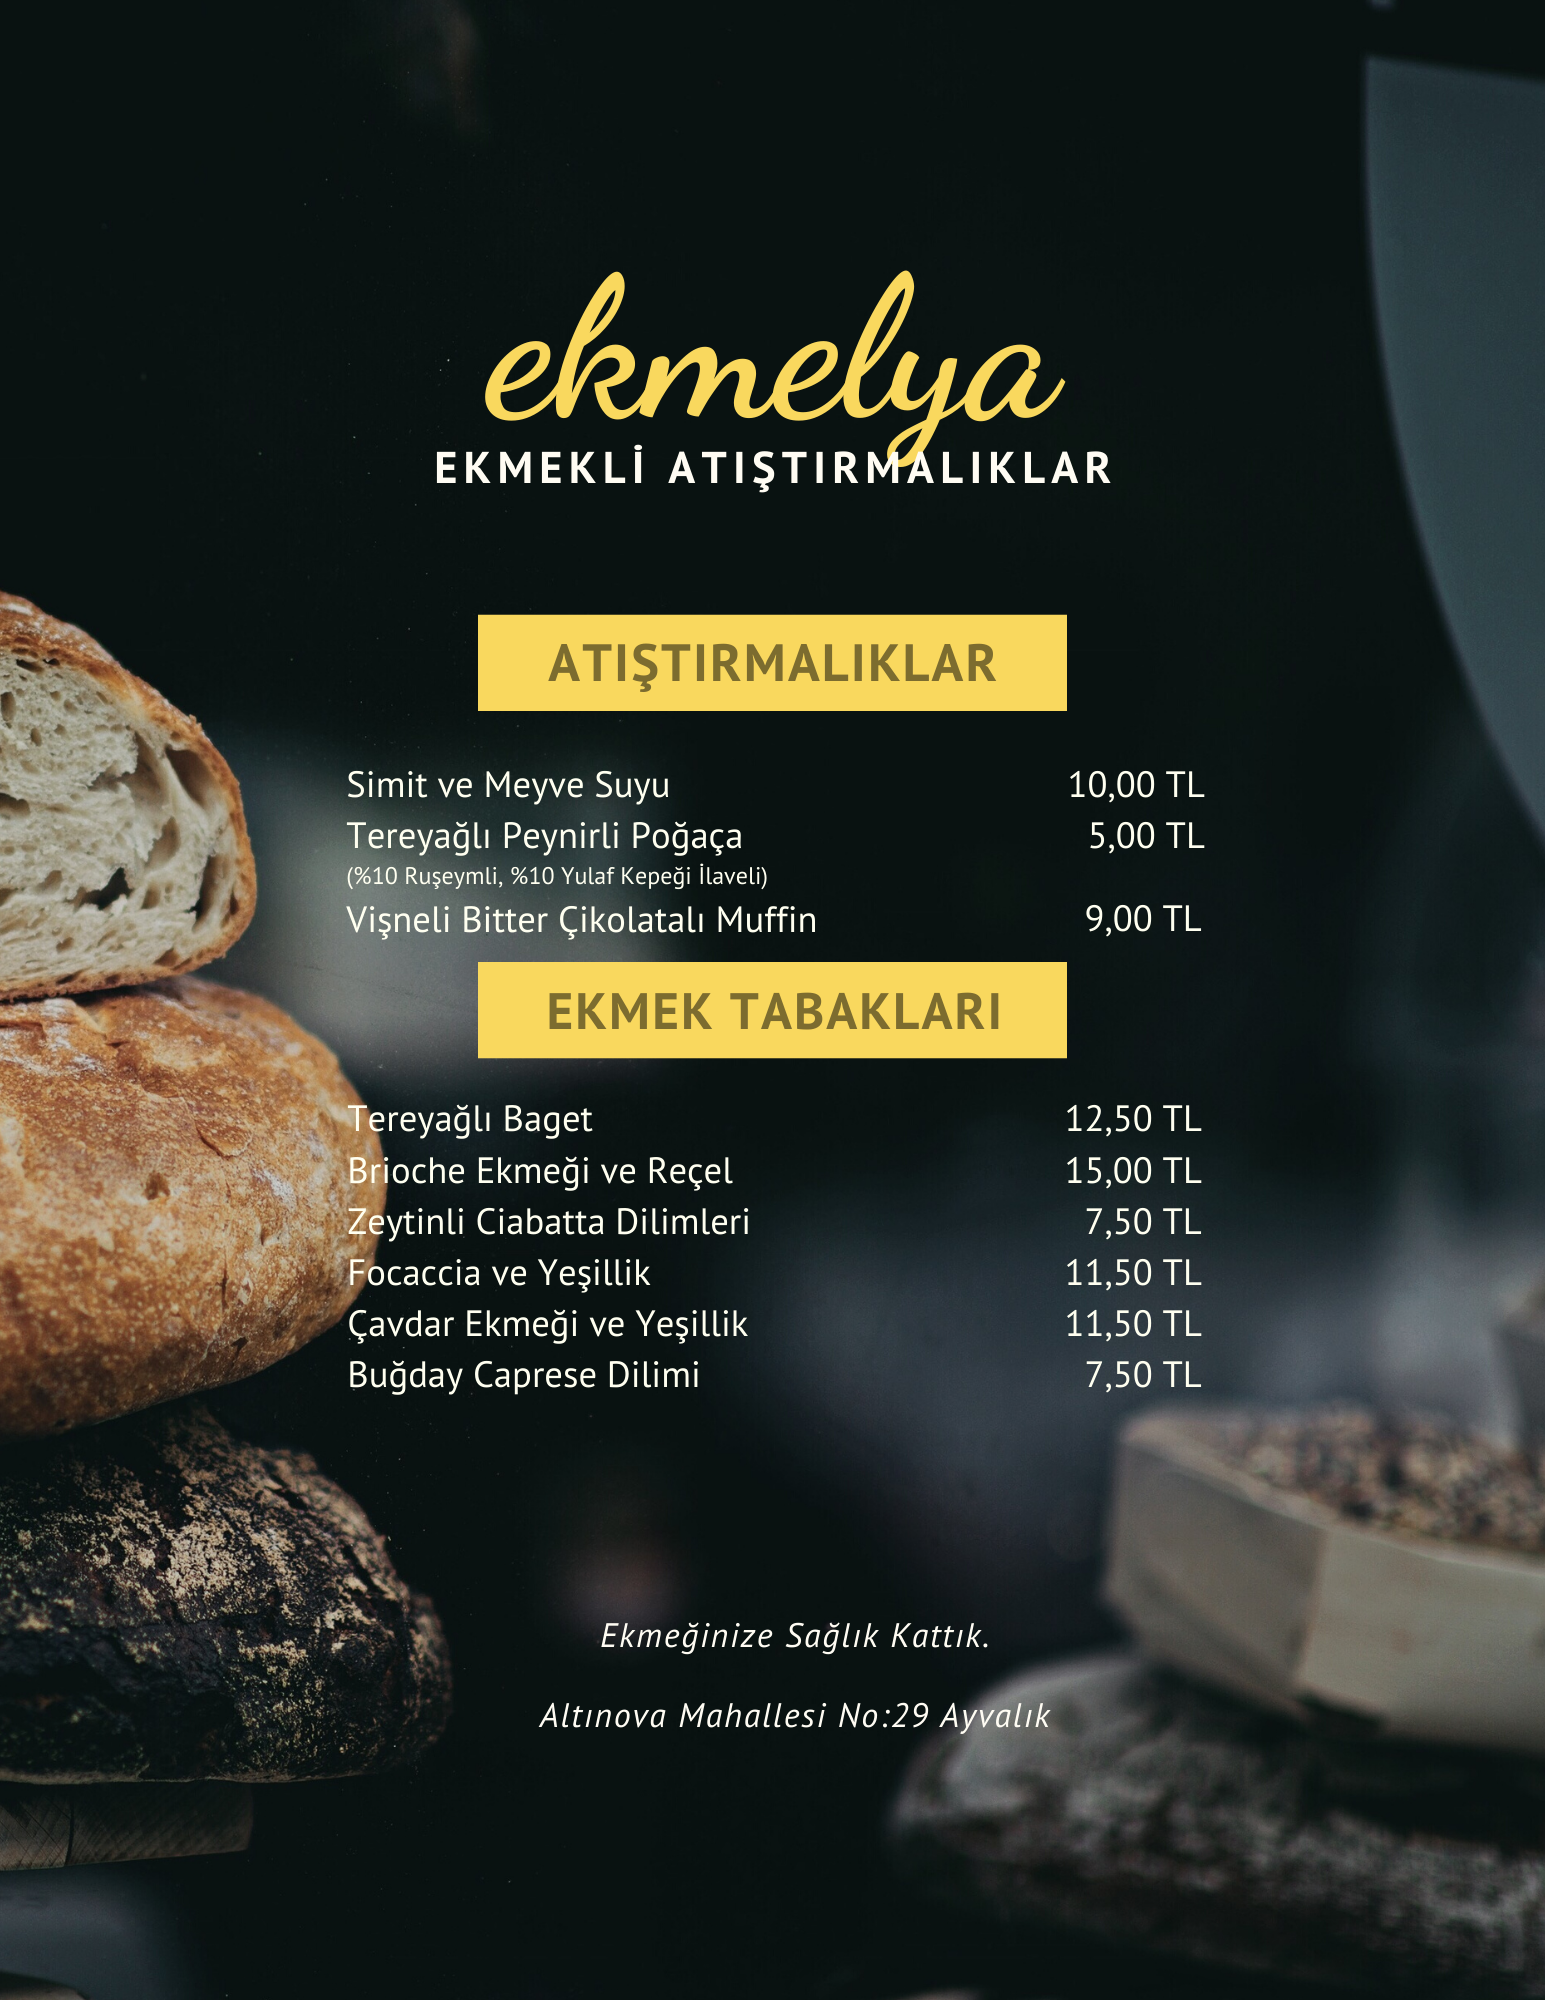 ekmelya
EKMEKLİ ATIŞTIRMALIKLAR
ATIŞTIRMALIKLAR
Simit ve Meyve Suyu 10,00 TL
Tereyağlı Peynirli Poğaça 5,00 TL
(%10 Ruşeymli, %10 Yulaf Kepeği İlaveli)
Vişneli Bitter Çikolatalı Muffin 9,00 TL
EKMEK TABAKLARI
Tereyağlı Baget 12,50 TL
Brioche Ekmeği ve Reçel 15,00 TL
Zeytinli Ciabatta Dilimleri 7,50 TL
Focaccia ve Yeşillik 11,50 TL
Çavdar Ekmeği ve Yeşillik 11,50 TL
Buğday Caprese Dilimi 7,50 TL
Ekmeğinize Sağlık Kattık.
Altınova Mahallesi No:29 Ayvalık